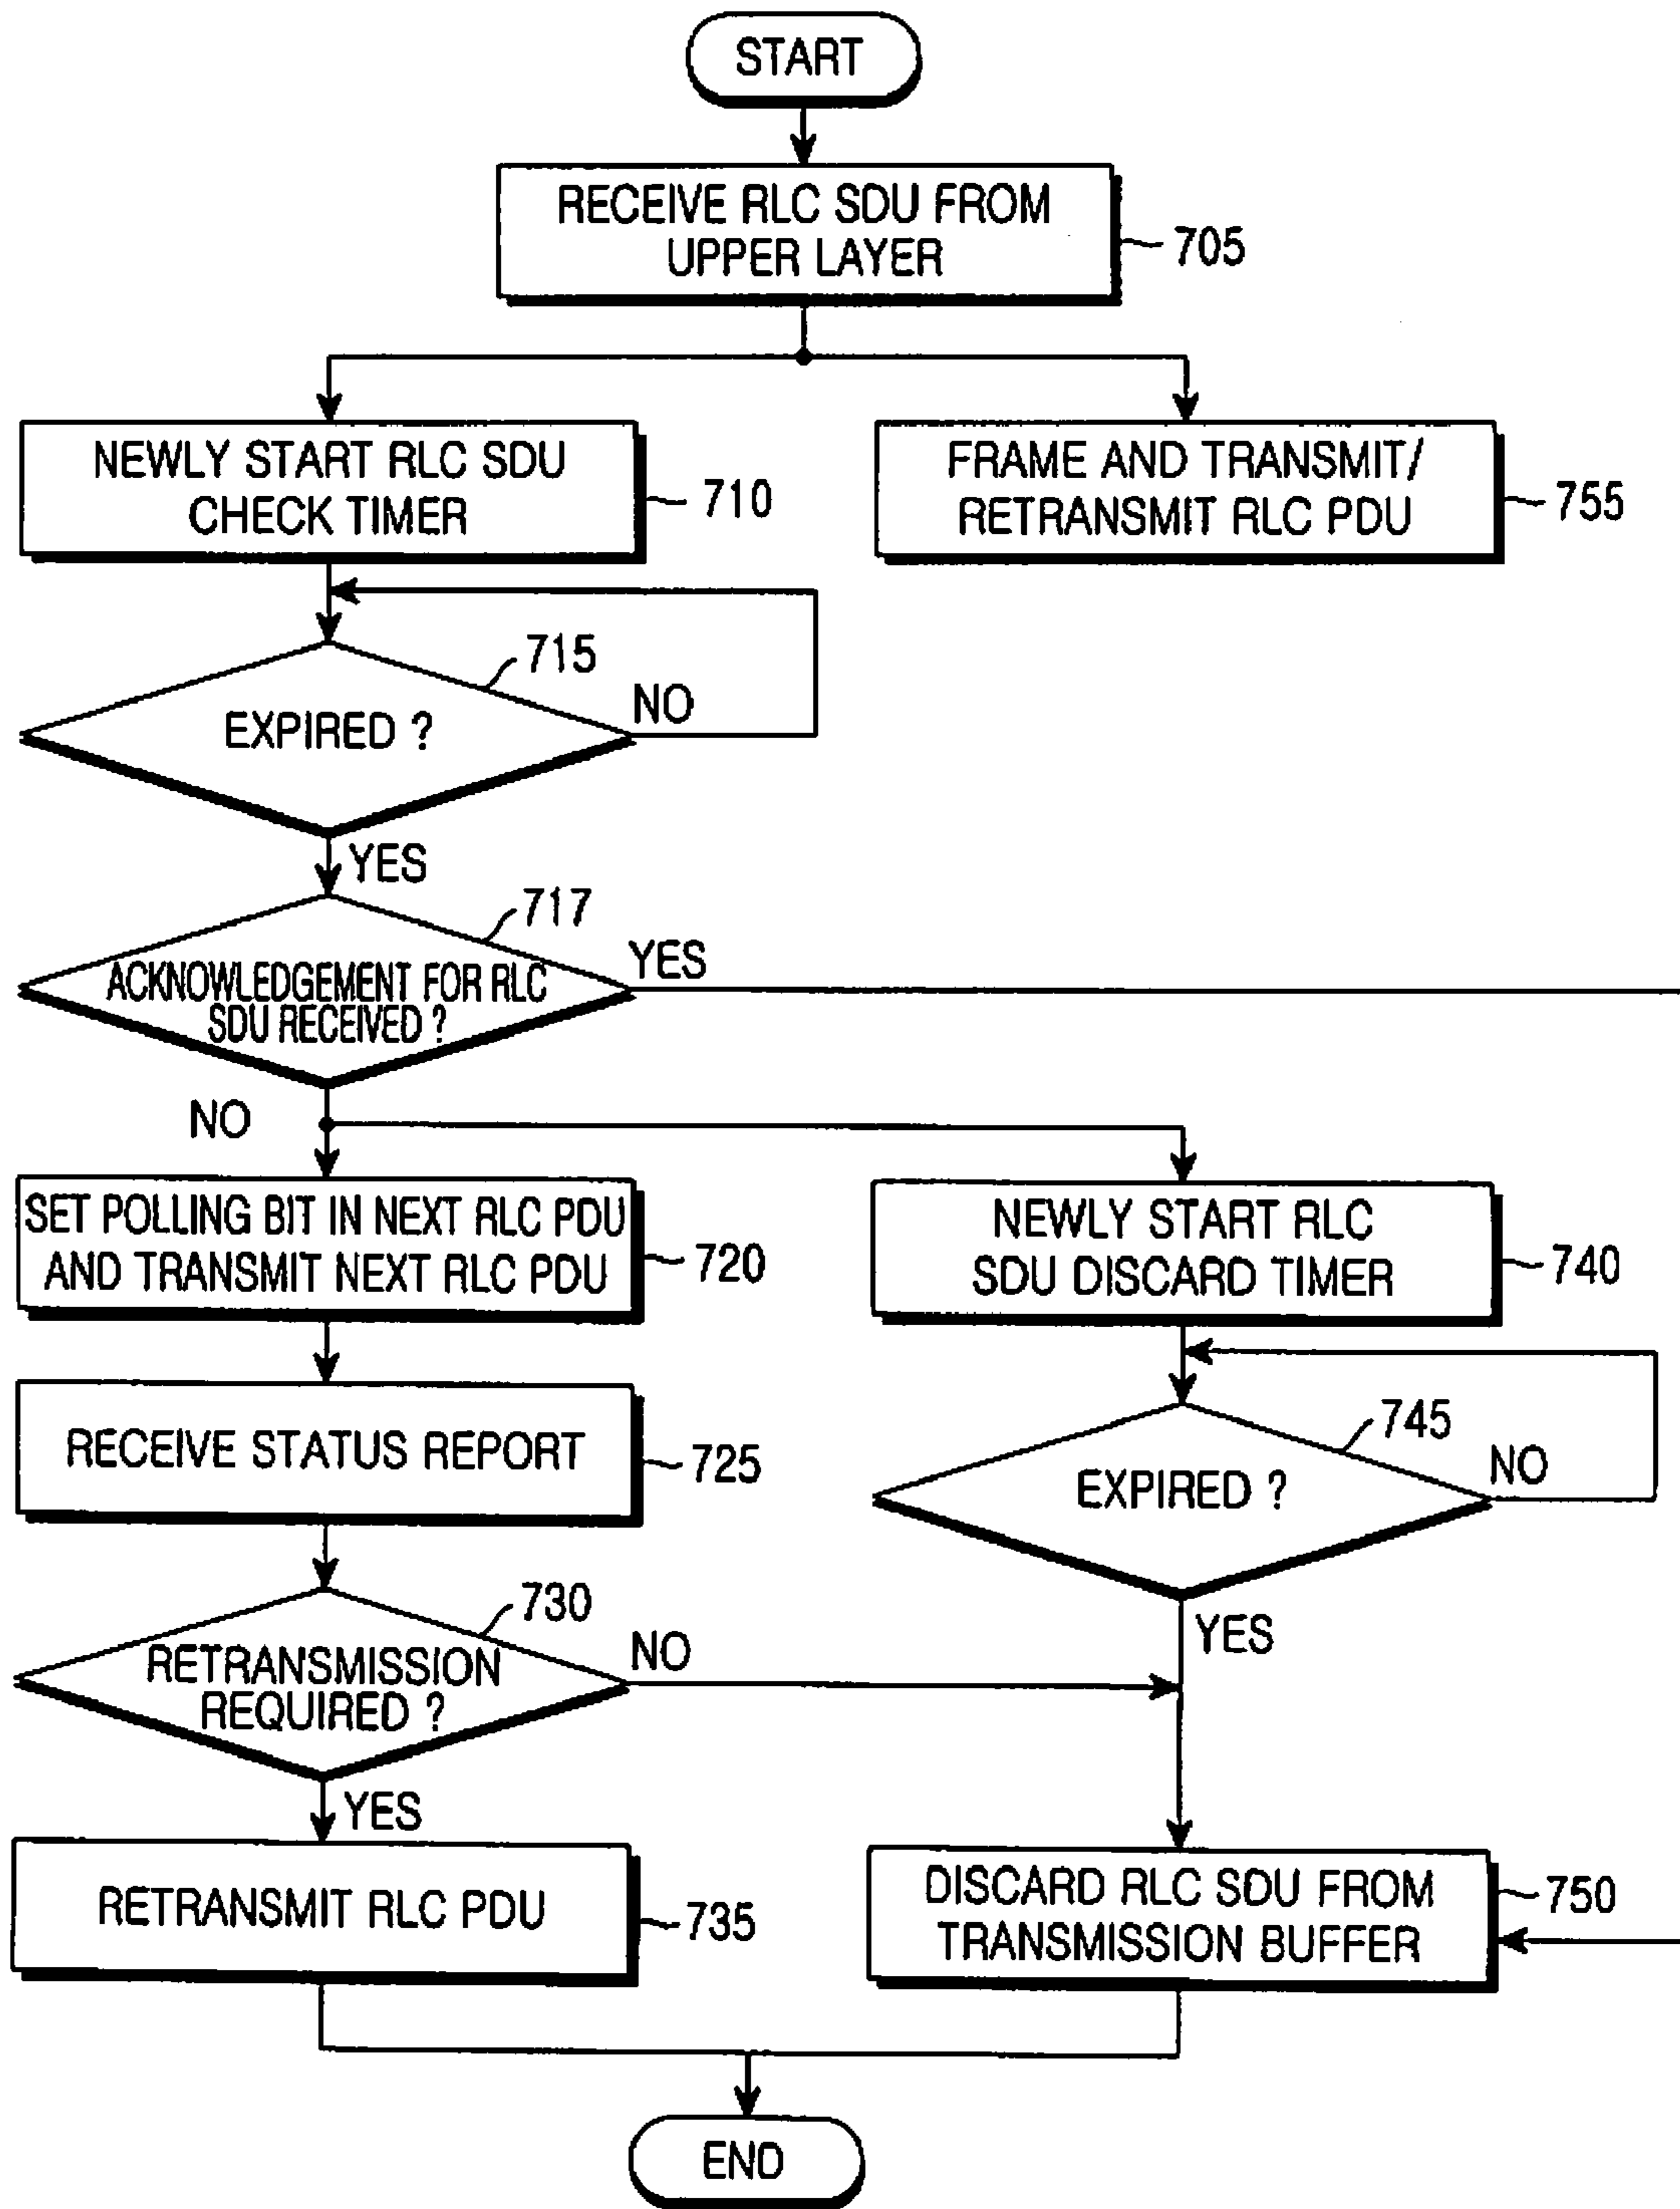 START
RECEIVE RLC SDU FROM
UPPER LAYER
705
NEWLY START RLC SDU
CHECK TIMER
710
FRAME AND TRANSMIT/
RETRANSMIT RLC PDU
755
715
EXPIRED ?
NO
YES
717
ACKNOWLEDGEMENT FOR RLC
SDU RECEIVED ?
YES
NO
SET POLLING BIT IN NEXT RLC PDU
AND TRANSMIT NEXT RLC PDU
720
NEWLY START RLC
SDU DISCARD TIMER
740
RECEIVE STATUS REPORT
725
745
EXPIRED ?
NO
YES
730
RETRANSMISSION
REQUIRED ?
NO
YES
RETRANSMIT RLC PDU
735
DISCARD RLC SDU FROM
TRANSMISSION BUFFER
750
END